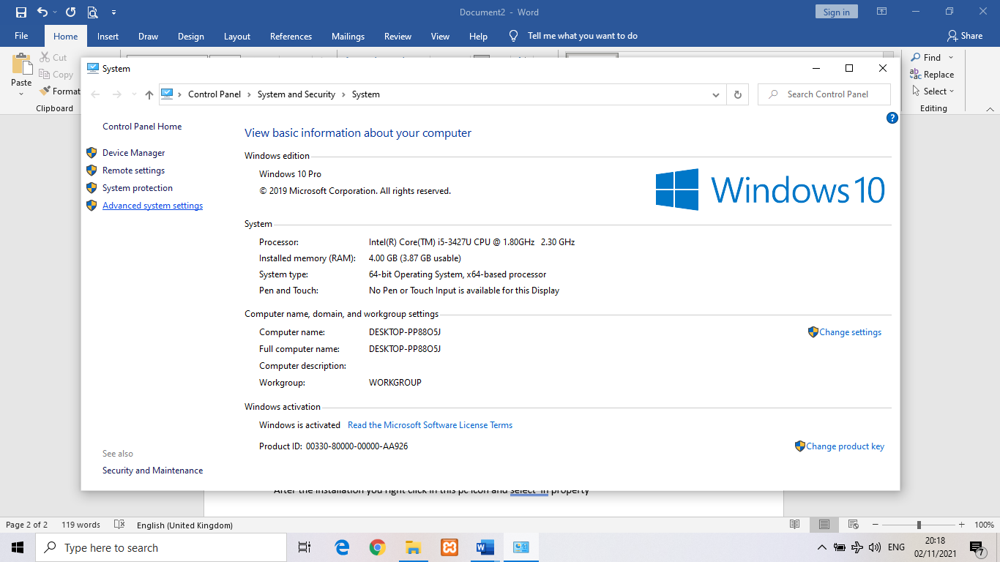 Document2 - Word
Sign in
File Home Insert Draw Design Layout References Mailings Review View Help Tell me what you want to do Share
Paste
Cut
Copy
Format
Clipboard
Find
Replace
Select
Editing
System
Control Panel System and Security System
Search Control Panel
Control Panel Home
Device Manager
Remote settings
System protection
Advanced system settings
See also
Security and Maintenance
View basic information about your computer
Windows edition
Windows 10 Pro
© 2019 Microsoft Corporation. All rights reserved.
Windows 10
System
Processor: Intel(R) Core(TM) i5-3427U CPU @ 1.80GHz 2.30 GHz
Installed memory (RAM): 4.00 GB (3.87 GB usable)
System type: 64-bit Operating System, x64-based processor
Pen and Touch: No Pen or Touch Input is available for this Display
Computer name, domain, and workgroup settings
Computer name: DESKTOP-PP88O5J
Change settings
Full computer name: DESKTOP-PP88O5J
Computer description:
Workgroup: WORKGROUP
Windows activation
Windows is activated Read the Microsoft Software License Terms
Product ID: 00330-80000-00000-AA926
Change product key
After the installation you right click in this pc icon and select in property
Page 2 of 2 119 words English (United Kingdom) 100%
Type here to search
ENG
20:18
02/11/2021
7